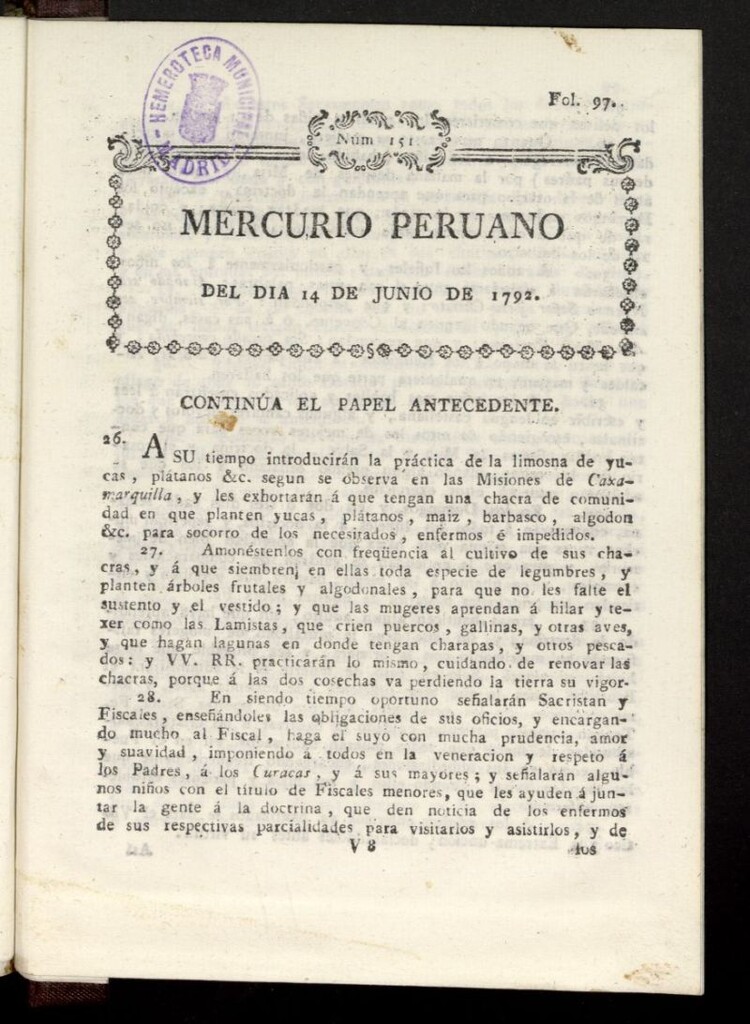 Fol. 97.
HEMEROTECA MUNICIPAL
MADRID
Núm 151
MERCURIO PERUANO
DEL DIA 14 DE JUNIO DE 1792.
CONTINÚA EL PAPEL ANTECEDENTE.
26. A SU tiempo introducirán la práctica de la limosna de yu-
cas, plátanos &c. segun se observa en las Misiones de Caxa-
marquilla, y les exhortarán á que tengan una chacra de comuni-
dad en que planten yucas, plátanos, maiz, barbasco, algodon
&c. para socorro de los necesitados, enfermos é impedidos.
27. Amonéstenlos con freqüencia al cultivo de sus cha-
cras, y á que siembren en ellas toda especie de legumbres, y
planten árboles frutales y algodonales, para que no les falte el
sustento y el vestido; y que las mugeres aprendan á hilar y te-
xer como las Lamistas, que crien puercos, gallinas, y otras aves,
y que hagan lagunas en donde tengan charapas, y otros pesca-
dos: y VV. RR. practicarán lo mismo, cuidando de renovar las
chacras, porque á las dos cosechas va perdiendo la tierra su vigor.
28. En siendo tiempo oportuno señalarán Sacristan y
Fiscales, enseñándoles las obligaciones de sus oficios, y encargan-
do mucho al Fiscal, haga el suyo con mucha prudencia, amor
y suavidad, imponiendo á todos en la veneracion y respeto á
los Padres, á los Curacas, y á sus mayores; y señalarán algu-
nos niños con el título de Fiscales menores, que les ayuden á jun-
tar la gente á la doctrina, que den noticia de los enfermos
de sus respectivas parcialidades para visitarlos y asistirlos, y de
V 8 los